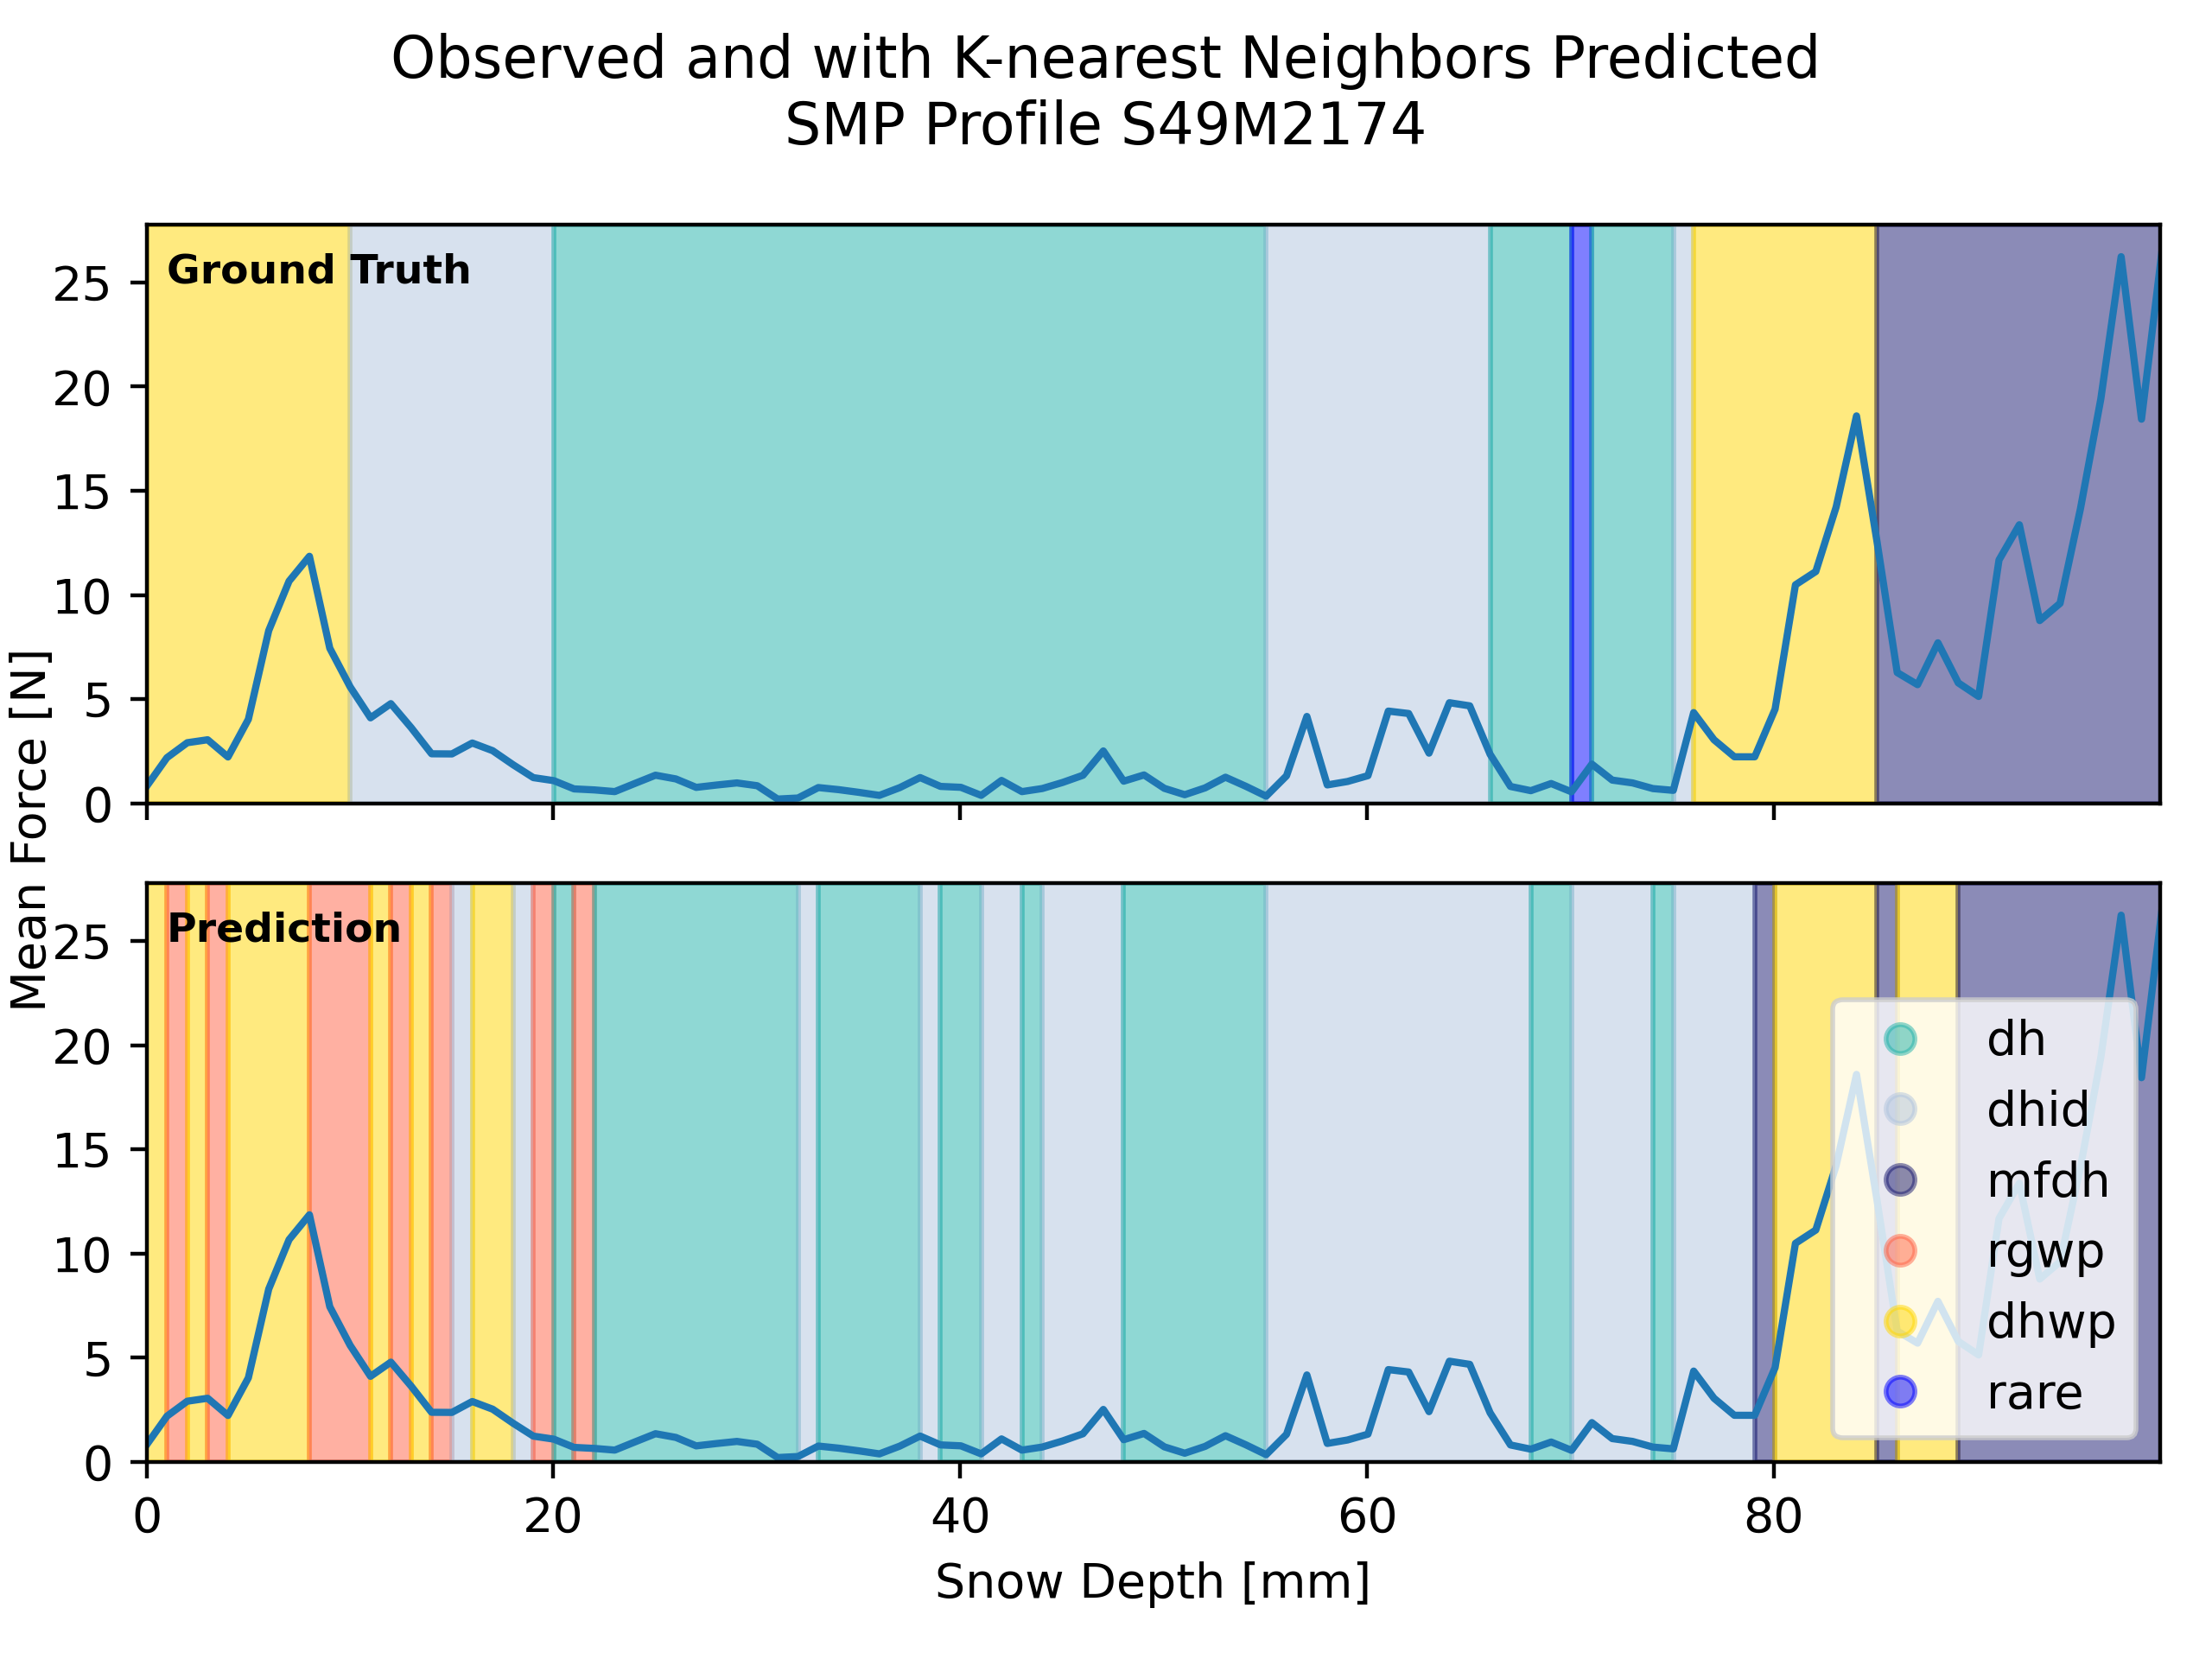 Observed and with K-nearest Neighbors Predicted
SMP Profile S49M2174
Ground Truth
25
20
15
10
5
0
Mean Force [N]
Prediction
25
20
15
10
5
0
dh
dhid
mfdh
rgwp
dhwp
rare
0 20 40 60 80
Snow Depth [mm]